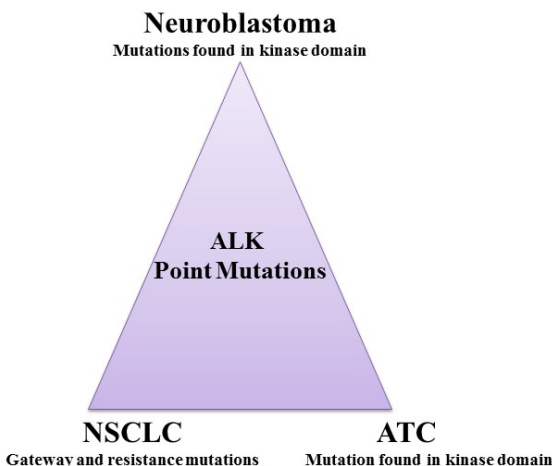 Neuroblastoma
Mutations found in kinase domain
ALK
Point Mutations
NSCLC
Gateway and resistance mutations
ATC
Mutation found in kinase domain